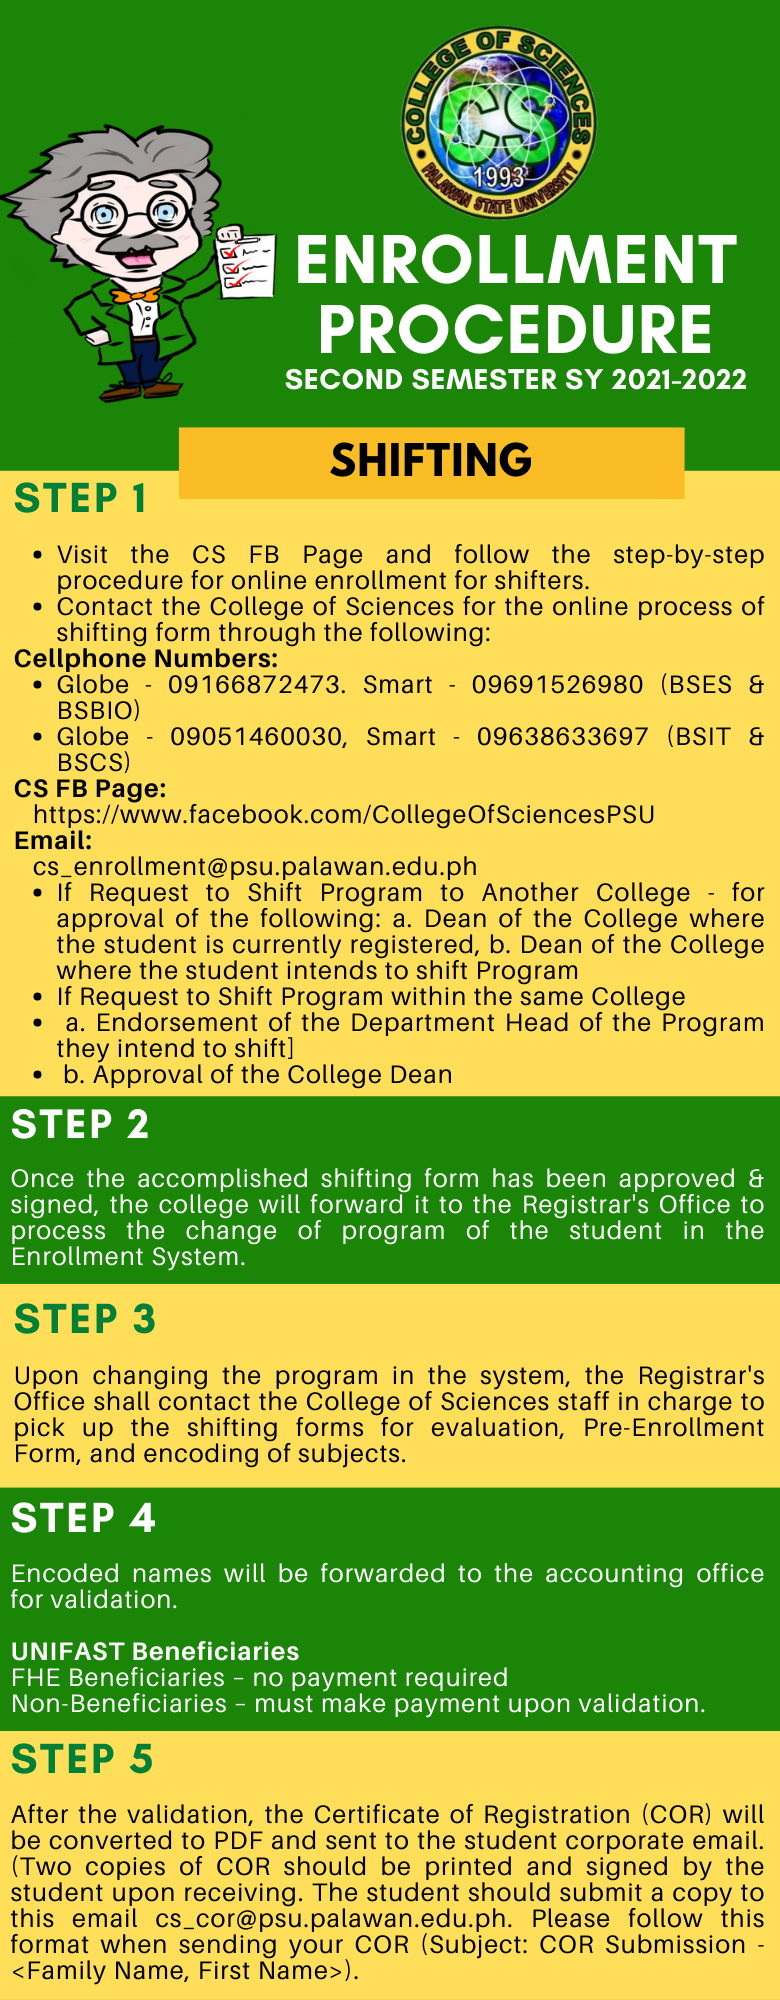 COLLEGE OF SCIENCES
CS
1993
PALAWAN STATE UNIVERSITY
ENROLLMENT
PROCEDURE
SECOND SEMESTER SY 2021-2022
SHIFTING
STEP 1
• Visit the CS FB Page and follow the step-by-step
procedure for online enrollment for shifters.
• Contact the College of Sciences for the online process of
shifting form through the following:
Cellphone Numbers:
• Globe - 09166872473. Smart - 09691526980 (BSES &
BSBIO)
• Globe - 09051460030, Smart - 09638633697 (BSIT &
BSCS)
CS FB Page:
https://www.facebook.com/CollegeOfSciencesPSU
Email:
cs_enrollment@psu.palawan.edu.ph
• If Request to Shift Program to Another College - for
approval of the following: a. Dean of the College where
the student is currently registered, b. Dean of the College
where the student intends to shift Program
• If Request to Shift Program within the same College
• a. Endorsement of the Department Head of the Program
they intend to shift]
• b. Approval of the College Dean
STEP 2
Once the accomplished shifting form has been approved &
signed, the college will forward it to the Registrar's Office to
process the change of program of the student in the
Enrollment System.
STEP 3
Upon changing the program in the system, the Registrar's
Office shall contact the College of Sciences staff in charge to
pick up the shifting forms for evaluation, Pre-Enrollment
Form, and encoding of subjects.
STEP 4
Encoded names will be forwarded to the accounting office
for validation.
UNIFAST Beneficiaries
FHE Beneficiaries – no payment required
Non-Beneficiaries – must make payment upon validation.
STEP 5
After the validation, the Certificate of Registration (COR) will
be converted to PDF and sent to the student corporate email.
(Two copies of COR should be printed and signed by the
student upon receiving. The student should submit a copy to
this email cs_cor@psu.palawan.edu.ph. Please follow this
format when sending your COR (Subject: COR Submission -
<Family Name, First Name>).